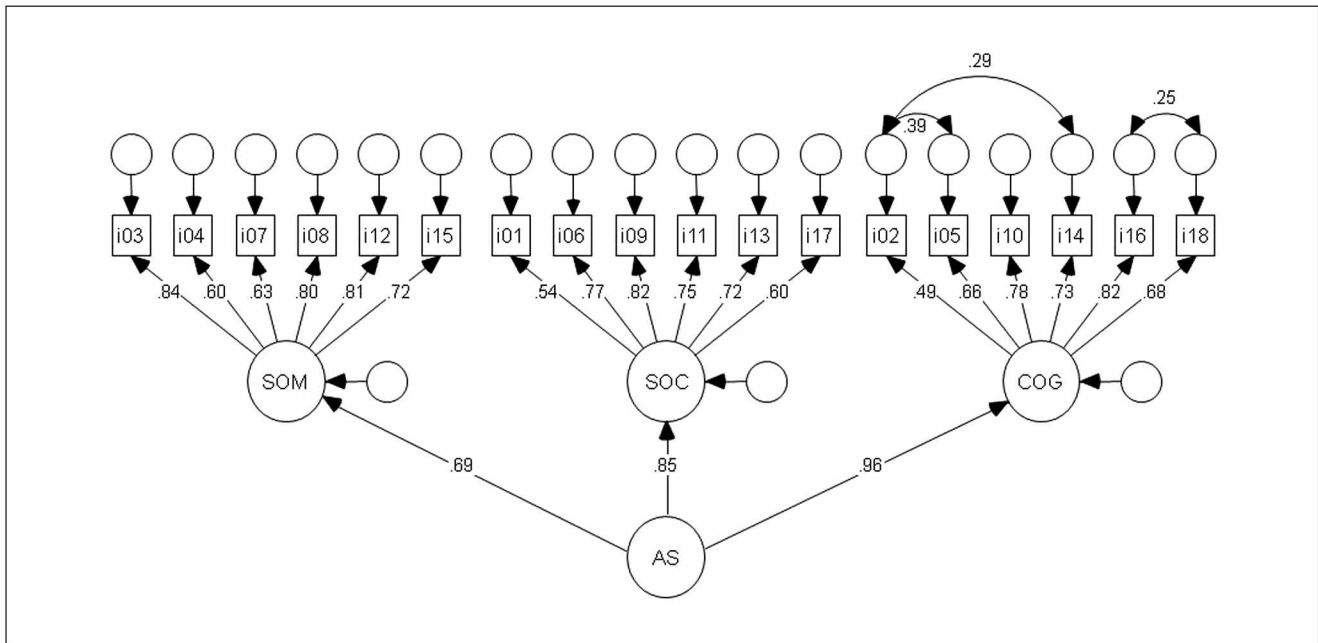 .29
.25
.39
i03 i04 i07 i08 i12 i15 i01 i06 i09 i11 i13 i17 i02 i05 i10 i14 i16 i18
.84 .60 .63 .80 .81 .72 .54 .77 .82 .75 .72 .60 .49 .66 .78 .73 .82 .68
SOM SOC COG
.69 .85 .96
AS